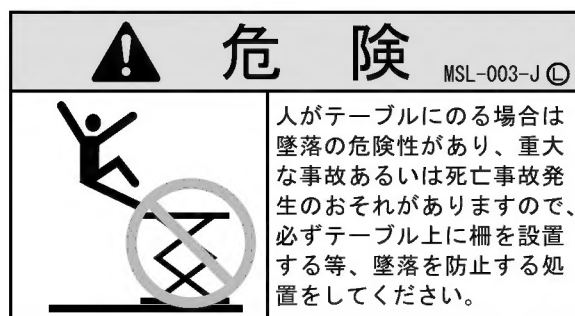 危険 MSL-003-J Ⓛ
人がテーブルにのる場合は
墜落の危険性があり、重大
な事故あるいは死亡事故発
生のおそれがありますので、
必ずテーブル上に柵を設置
する等、墜落を防止する処
置をしてください。